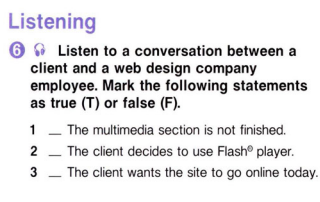 Listening
6 Listen to a conversation between a
client and a web design company
employee. Mark the following statements
as true (T) or false (F).
1 __ The multimedia section is not finished.
2 __ The client decides to use Flash® player.
3 __ The client wants the site to go online today.